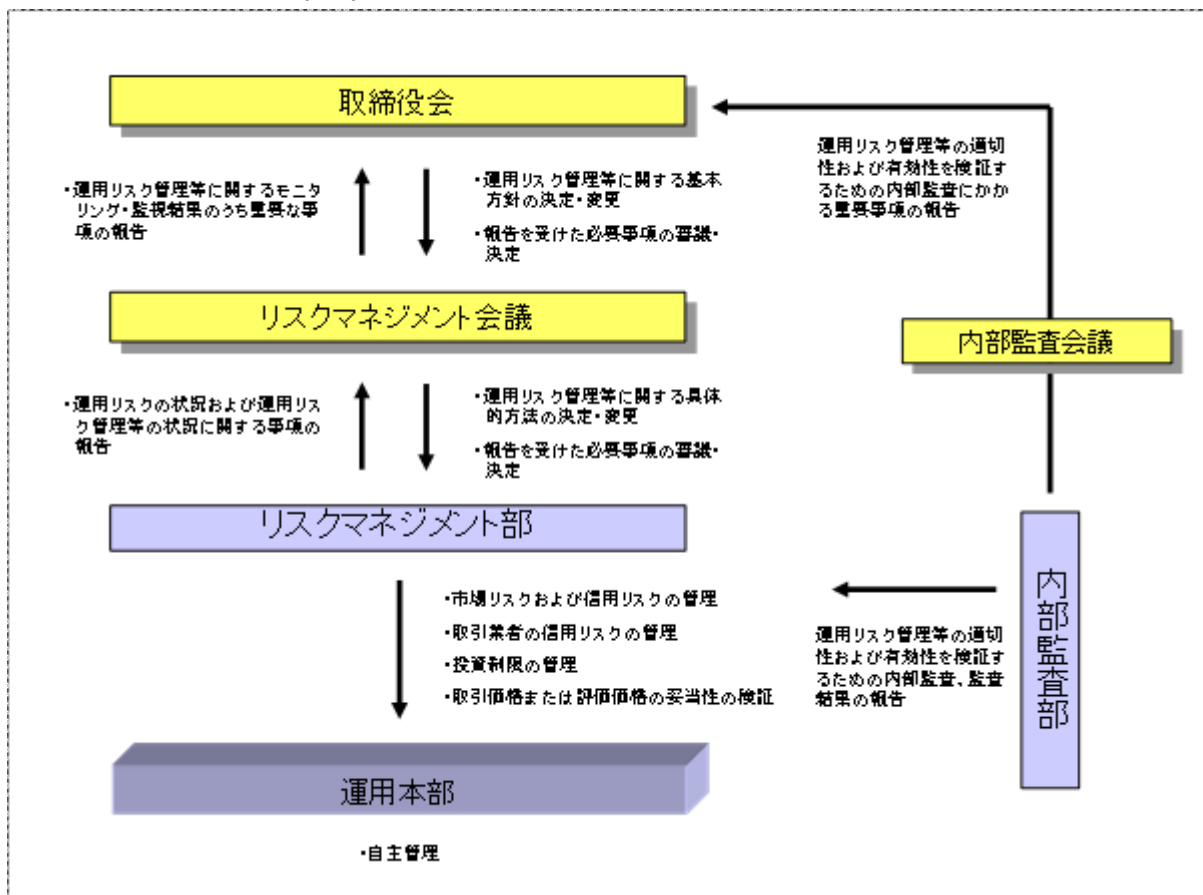 取締役会
・運用リスク管理等に関するモニ
タリング・監視結果のうち重要な事
項の報告
・運用リスク管理等に関する基本
方針の決定・変更
・報告を受けた必要事項の審議・
決定
運用リスク管理等の適切
性および有効性を検証す
るための内部監査にかか
る重要事項の報告
リスクマネジメント会議
内部監査会議
・運用リスクの状況および運用リス
ク管理等の状況に関する事項の
報告
・運用リスク管理等に関する具体
的方法の決定・変更
・報告を受けた必要事項の審議・
決定
リスクマネジメント部
・市場リスクおよび信用リスクの管理
・取引業者の信用リスクの管理
・投資制限の管理
・取引価格または評価価格の妥当性の検証
運用リスク管理等の適切
性および有効性を検証す
るための内部監査、監査
結果の報告
内部監査部
運用本部
・自主管理